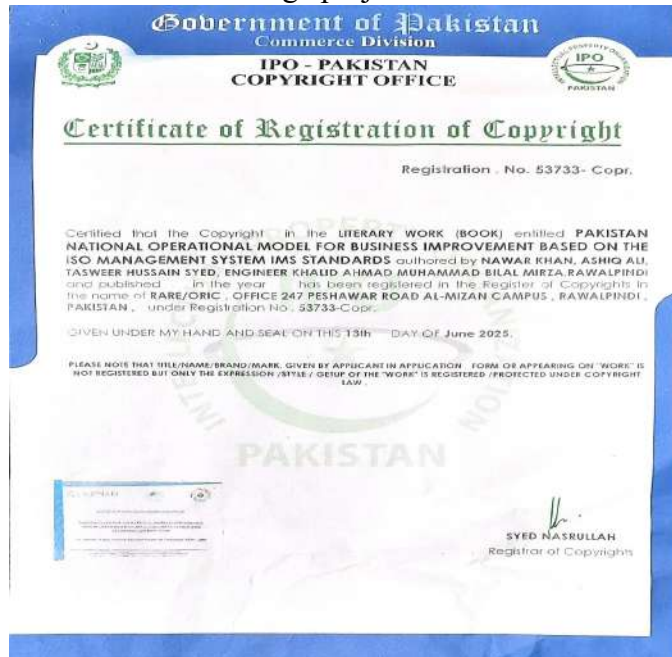 Government of Pakistan
Commerce Division
IPO - PAKISTAN
COPYRIGHT OFFICE
IPO
PAKISTAN
Certificate of Registration of Copyright
Registration . No. 53733- Copr.
Certified that the Copyright in the LITERARY WORK (BOOK) entitled PAKISTAN
NATIONAL OPERATIONAL MODEL FOR BUSINESS IMPROVEMENT BASED ON THE
ISO MANAGEMENT SYSTEM IMS STANDARDS authored by NAWAR KHAN, ASHIQ ALI,
TASWEER HUSSAIN SYED, ENGINEER KHALID AHMAD MUHAMMAD BILAL MIRZA,RAWALPINDI
and published in the year has been registered in the Register of Copyrights in
the name of RARE/ORIC , OFFICE 247 PESHAWAR ROAD AL-MIZAN CAMPUS , RAWALPINDI ,
PAKISTAN , under Registration No . 53733-Copr.
GIVEN UNDER MY HAND AND SEAL ON THIS 13th DAY OF June 2025.
PLEASE NOTE THAT TITLE/NAME/BRAND/MARK, GIVEN BY APPLICANT IN APPLICATION FORM OR APPEARING ON "WORK" IS
NOT REGISTERED BUT ONLY THE EXPRESSION /STYLE / GETUP OF THE "WORK" IS REGISTERED /PROTECTED UNDER COPYRIGHT
LAW .
PAKISTAN
SYED NASRULLAH
Registrar of Copyrights